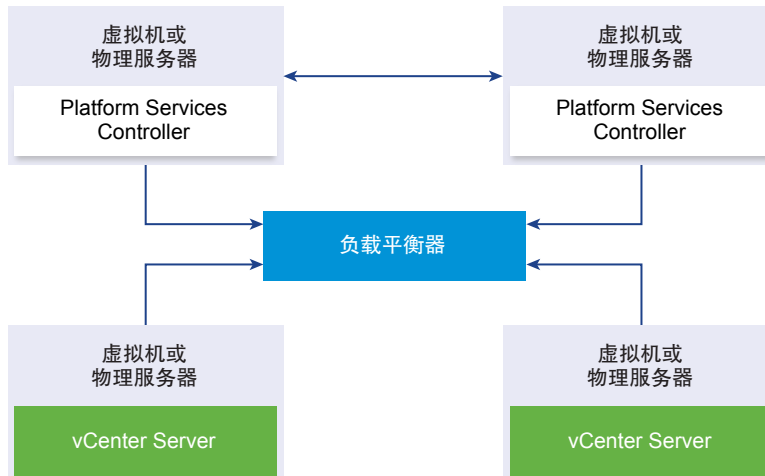 虚拟机或
物理服务器
Platform Services
Controller
虚拟机或
物理服务器
Platform Services
Controller
负载平衡器
虚拟机或
物理服务器
vCenter Server
虚拟机或
物理服务器
vCenter Server